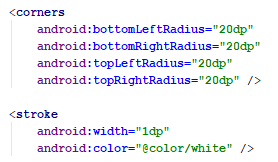 <corners
    android:bottomLeftRadius="20dp"
    android:bottomRightRadius="20dp"
    android:topLeftRadius="20dp"
    android:topRightRadius="20dp" />
<stroke
    android:width="1dp"
    android:color="@color/white" />